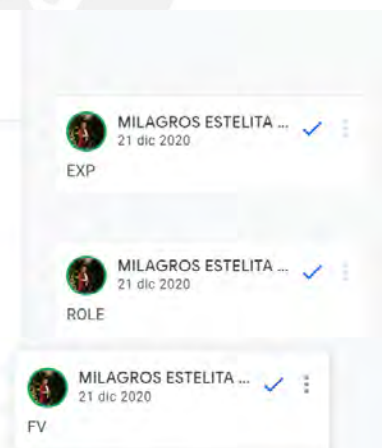 MILAGROS ESTELITA ...
21 dic 2020
EXP
MILAGROS ESTELITA ...
21 dic 2020
ROLE
MILAGROS ESTELITA ...
21 dic 2020
FV